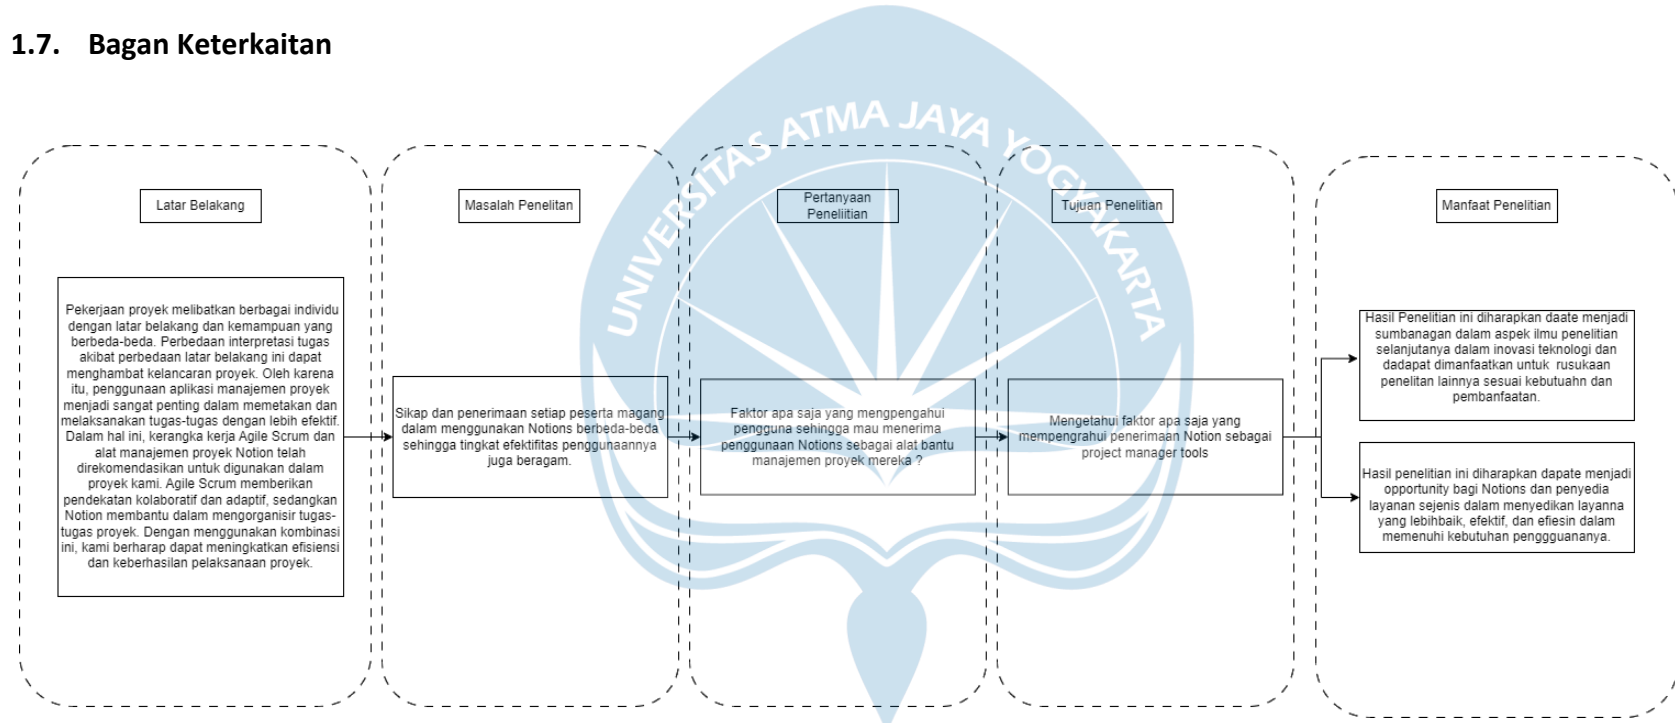 1.7. Bagan Keterkaitan
UNIVERSITAS ATMA JAYA YOGYAKARTA
Latar Belakang
Pekerjaan proyek melibatkan berbagai individu
dengan latar belakang dan kemampuan yang
berbeda-beda. Perbedaan interpretasi tugas
akibat perbedaan latar belakang ini dapat
menghambat kelancaran proyek. Oleh karena
itu, penggunaan aplikasi manajemen proyek
menjadi sangat penting dalam memetakan dan
melaksanakan tugas-tugas dengan lebih efektif.
Dalam hal ini, kerangka kerja Agile Scrum dan
alat manajemen proyek Notion telah
direkomendasikan untuk digunakan dalam
proyek kami. Agile Scrum memberikan
pendekatan kolaboratif dan adaptif, sedangkan
Notion membantu dalam mengorganisir tugas-
tugas proyek. Dengan menggunakan kombinasi
ini, kami berharap dapat meningkatkan efisiensi
dan keberhasilan pelaksanaan proyek.
Masalah Penelitan
Sikap dan penerimaan setiap peserta magang
dalam menggunakan Notions berbeda-beda
sehingga tingkat efektifitas penggunaannya
juga beragam.
Pertanyaan
Peneliitian
Faktor apa saja yang mengpengahui
pengguna sehingga mau menerima
penggunaan Notions sebagai alat bantu
manajemen proyek mereka ?
Tujuan Penelitian
Mengetahui faktor apa saja yang
mempengrahui penerimaan Notion sebagai
project manager tools
Manfaat Penelitian
Hasil Penelitian ini diharapkan daate menjadi
sumbanagan dalam aspek ilmu penelitian
selanjutanya dalam inovasi teknologi dan
dadapat dimanfaatkan untuk rusukaan
penelitan lainnya sesuai kebutuahn dan
pembanfaatan.
Hasil penelitian ini diharapkan dapate menjadi
opportunity bagi Notions dan penyedia
layanan sejenis dalam menyedikan layanna
yang lebihbaik, efektif, dan efiesin dalam
memenuhi kebutuhan penggguananya.